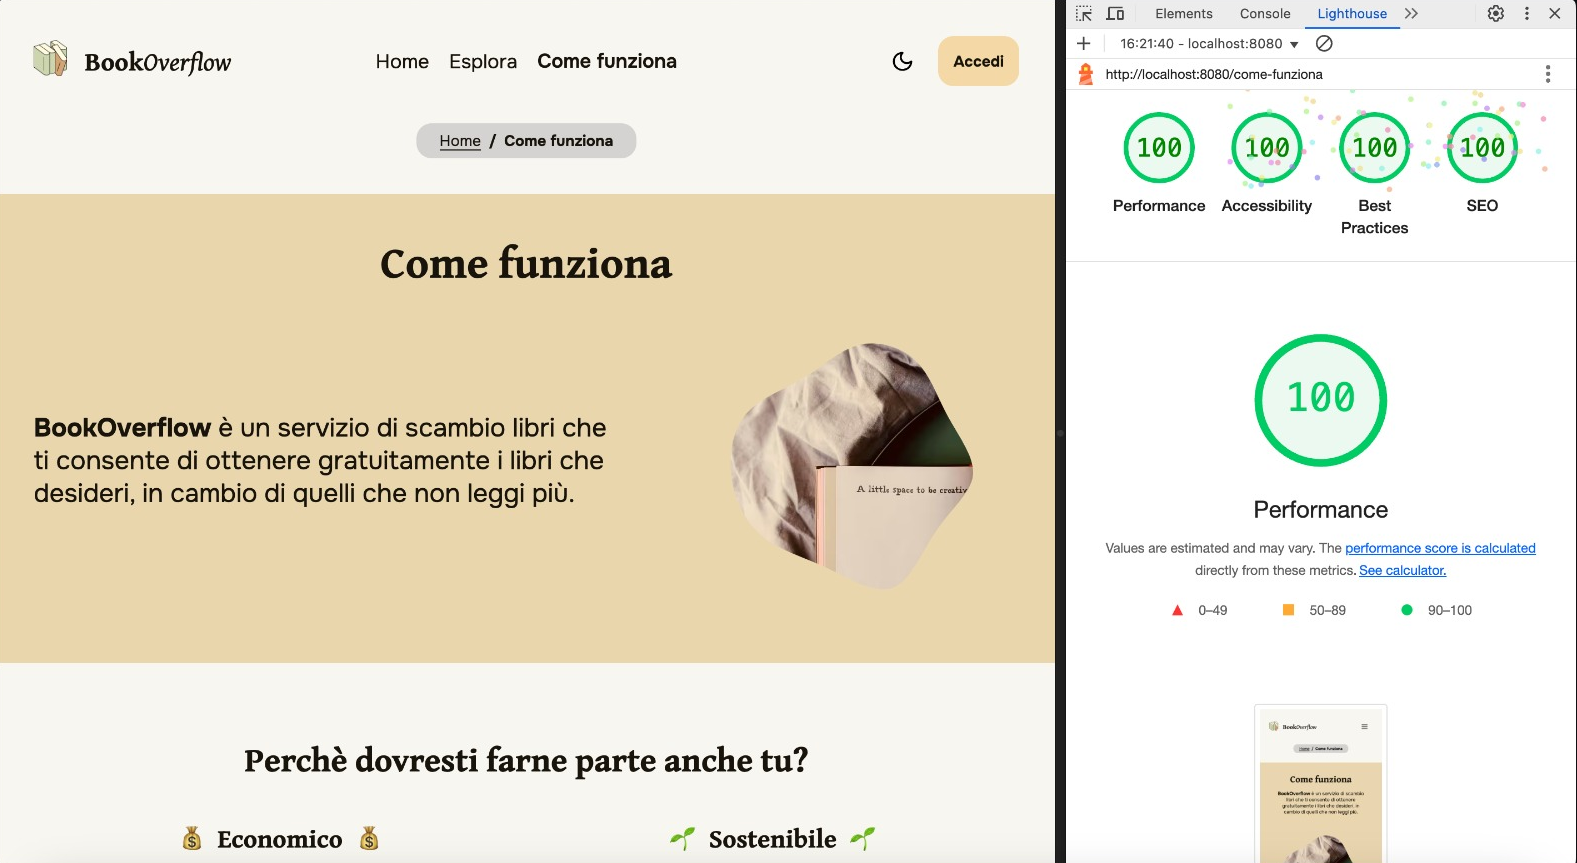 BookOverflow
Home Esplora Come funziona
Accedi
Home / Come funziona
Come funziona
BookOverflow è un servizio di scambio libri che
ti consente di ottenere gratuitamente i libri che
desideri, in cambio di quelli che non leggi più.
A little space to be creativ
Perchè dovresti farne parte anche tu?
Economico
Sostenibile
Elements Console Lighthouse
16:21:40 - localhost:8080
http://localhost:8080/come-funziona
100 100 100 100
Performance Accessibility Best Practices SEO
100
Performance
Values are estimated and may vary. The performance score is calculated
directly from these metrics. See calculator.
0–49 50–89 90–100
BookOverflow
Home / Come funziona
Come funziona
BookOverflow è un servizio di scambio
libri che ti consente di ottenere
gratuitamente i libri che desideri, in
cambio di quelli che non leggi più.